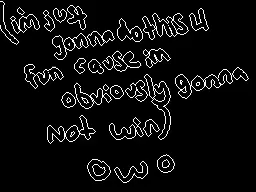 (im just
gonna do this 4
fun cause im
obviously gonna
not win)
owo